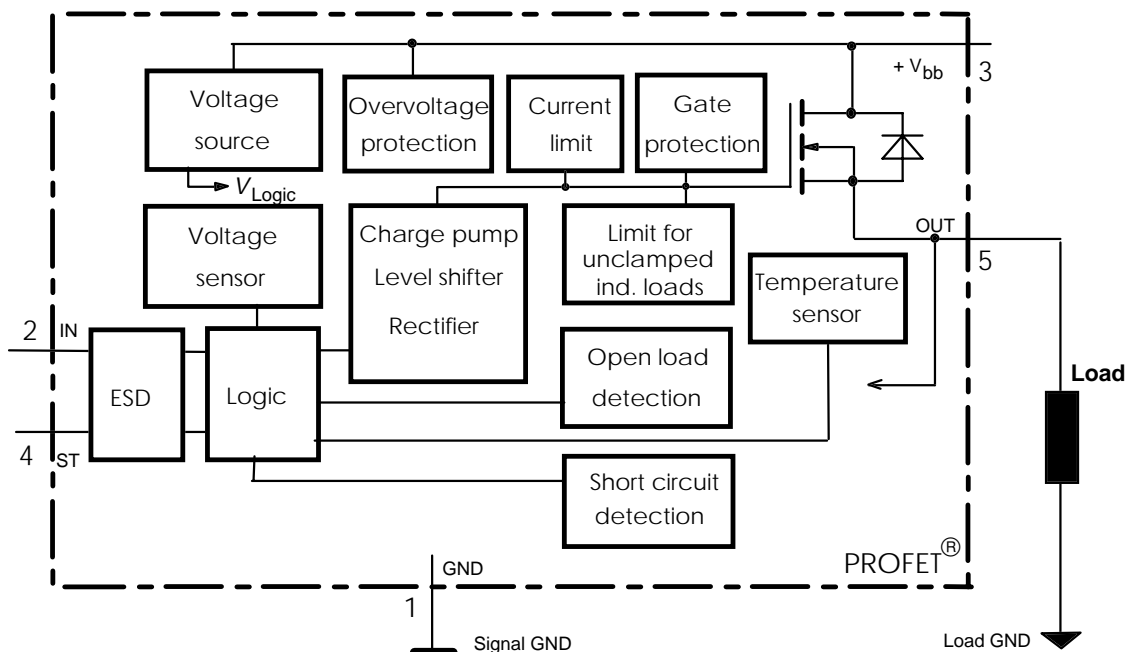 + Vbb
3
Voltage
source
Overvoltage
protection
Current
limit
Gate
protection
VLogic
Voltage
sensor
Charge pump
Level shifter
Rectifier
Limit for
unclamped
ind. loads
OUT
5
Temperature
sensor
2
IN
ESD
Logic
Open load
detection
Load
4
ST
Short circuit
detection
PROFET®
GND
1
Signal GND
Load GND